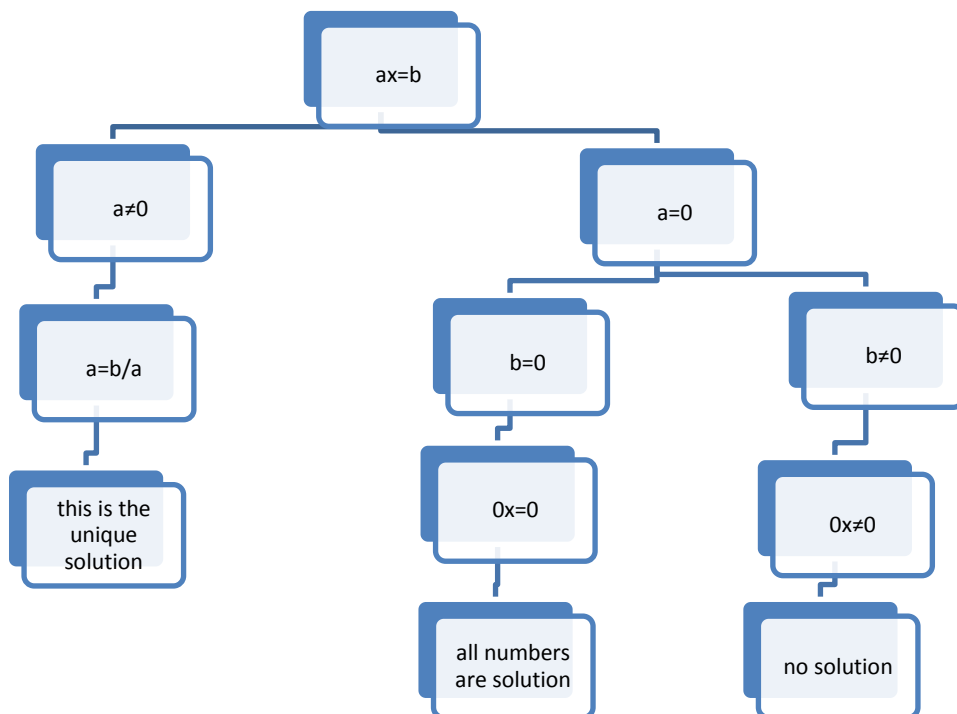 ax=b
a≠0
a=0
a=b/a
b=0
b≠0
this is the
unique
solution
0x=0
0x≠0
all numbers
are solution
no solution